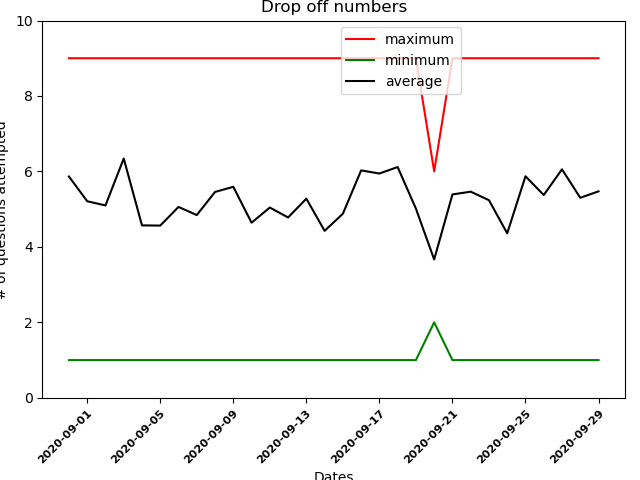 Drop off numbers
maximum
minimum
average
# of questions attempted
10
8
6
4
2
0
2020-09-01
2020-09-05
2020-09-09
2020-09-13
2020-09-17
2020-09-21
2020-09-25
2020-09-29
Dates